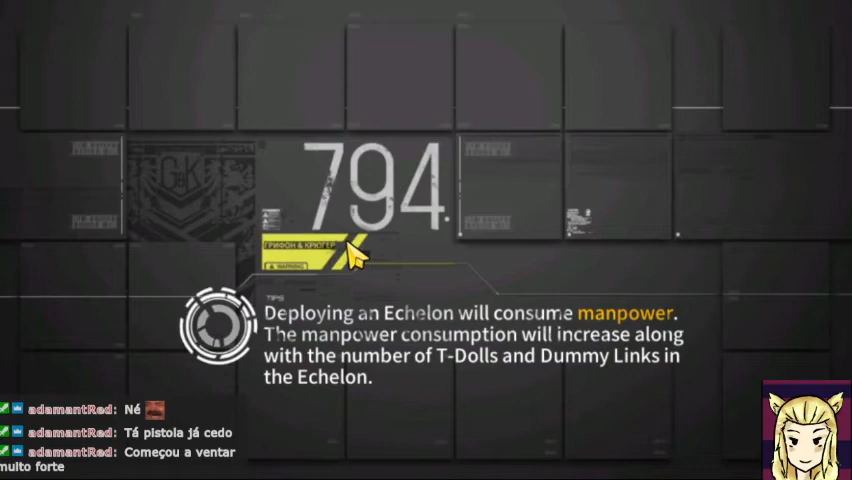 G&K
794.
ГРИФОН & КРЮГЕР
WARNING
TIPS
Deploying an Echelon will consume manpower.
The manpower consumption will increase along
with the number of T-Dolls and Dummy Links in
the Echelon.
adamantRed: Né
adamantRed: Tá pistola já cedo
adamantRed: Começou a ventar
muito forte